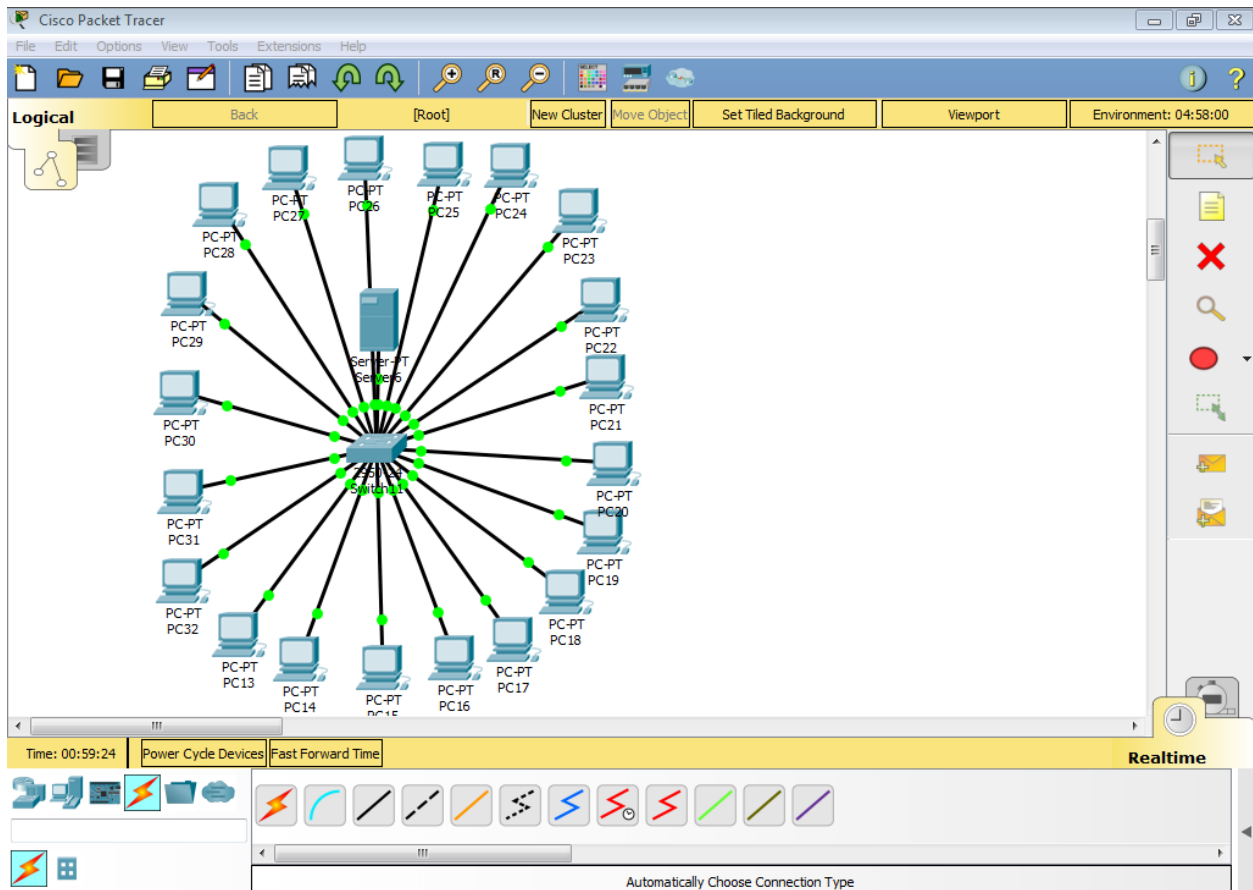 Cisco Packet Tracer
File Edit Options View Tools Extensions Help
Logical Back [Root] New Cluster Move Object Set Tiled Background Viewport Environment: 04:58:00
PC-PT
PC26
PC-PT
PC27
PC-PT
PC25
PC-PT
PC24
PC-PT
PC28
PC-PT
PC23
PC-PT
PC29
PC-PT
PC22
Server-PT
Server6
PC-PT
PC21
PC-PT
PC30
2950-24
Switch11
PC-PT
PC20
PC-PT
PC31
PC-PT
PC19
PC-PT
PC32
PC-PT
PC18
PC-PT
PC13
PC-PT
PC17
PC-PT
PC14
PC-PT
PC16
PC-PT
PC15
Time: 00:59:24 Power Cycle Devices Fast Forward Time Realtime
Automatically Choose Connection Type